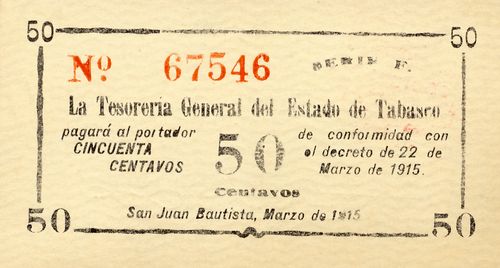 50 50
Nº 67546 SERIE F.
La Tesorería General del Estado de Tabasco
pagará al portador
CINCUENTA
CENTAVOS
50
Centavos
de conformidad con
el decreto de 22 de
Marzo de 1915.
San Juan Bautista, Marzo de 1915
50 50